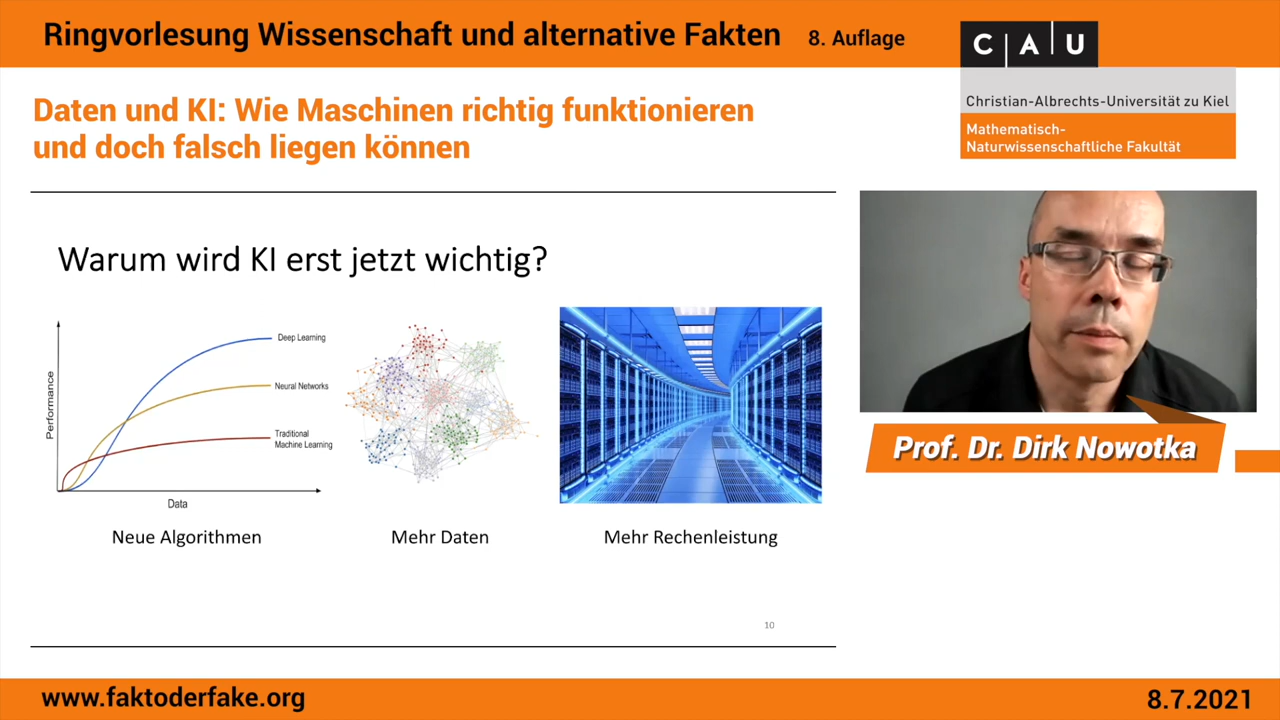 Ringvorlesung Wissenschaft und alternative Fakten 8. Auflage
C A U
Christian-Albrechts-Universität zu Kiel
Mathematisch-
Naturwissenschaftliche Fakultät
Daten und KI: Wie Maschinen richtig funktionieren
und doch falsch liegen können
Warum wird KI erst jetzt wichtig?
Performance
Deep Learning
Neural Networks
Traditional
Machine Learning
Data
Neue Algorithmen
Mehr Daten
Mehr Rechenleistung
10
Prof. Dr. Dirk Nowotka
www.faktoderfake.org
8.7.2021